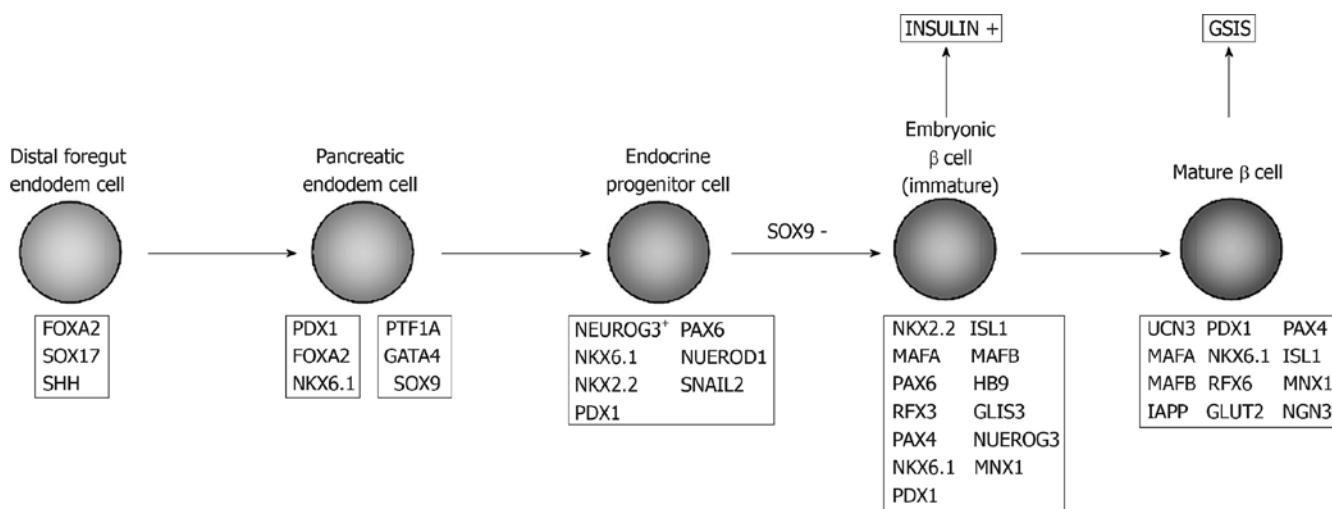 INSULIN +
GSIS
Distal foregut
endodem cell
Pancreatic
endodem cell
Endocrine
progenitor cell
SOX9 -
Embryonic
β cell
(immature)
Mature β cell
FOXA2
SOX17
SHH
PDX1
FOXA2
NKX6.1
PTF1A
GATA4
SOX9
NEUROG3⁺ PAX6
NKX6.1 NUEROD1
NKX2.2 SNAIL2
PDX1
NKX2.2 ISL1
MAFA MAFB
PAX6 HB9
RFX3 GLIS3
PAX4 NUEROG3
NKX6.1 MNX1
PDX1
UCN3 PDX1 PAX4
MAFA NKX6.1 ISL1
MAFB RFX6 MNX1
IAPP GLUT2 NGN3